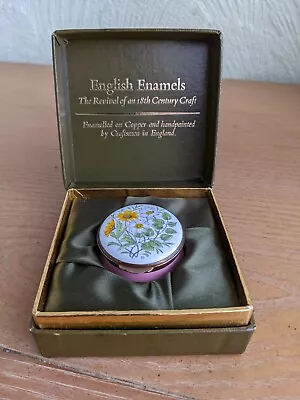 English Enamels
The Revival of an 18th Century Craft
Enamelled on Copper and handpainted
by Craftsmen in England.